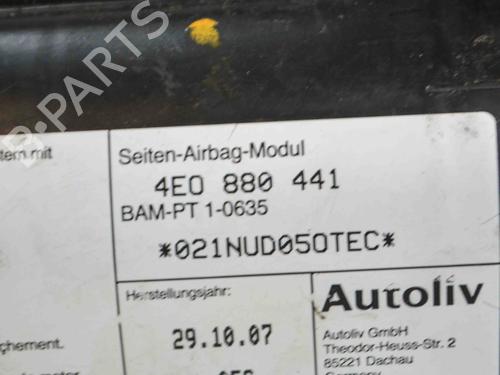 B-PARTS
tem mit
Seiten-Airbag-Modul
4E0 880 441
BAM-PT 1-0635
*021NUD050TEC*
Herstellungsjahr:
29.10.07
Autoliv
Autoliv GmbH
Theodor-Heuss-Str. 2
85221 Dachau
Germany
chement.